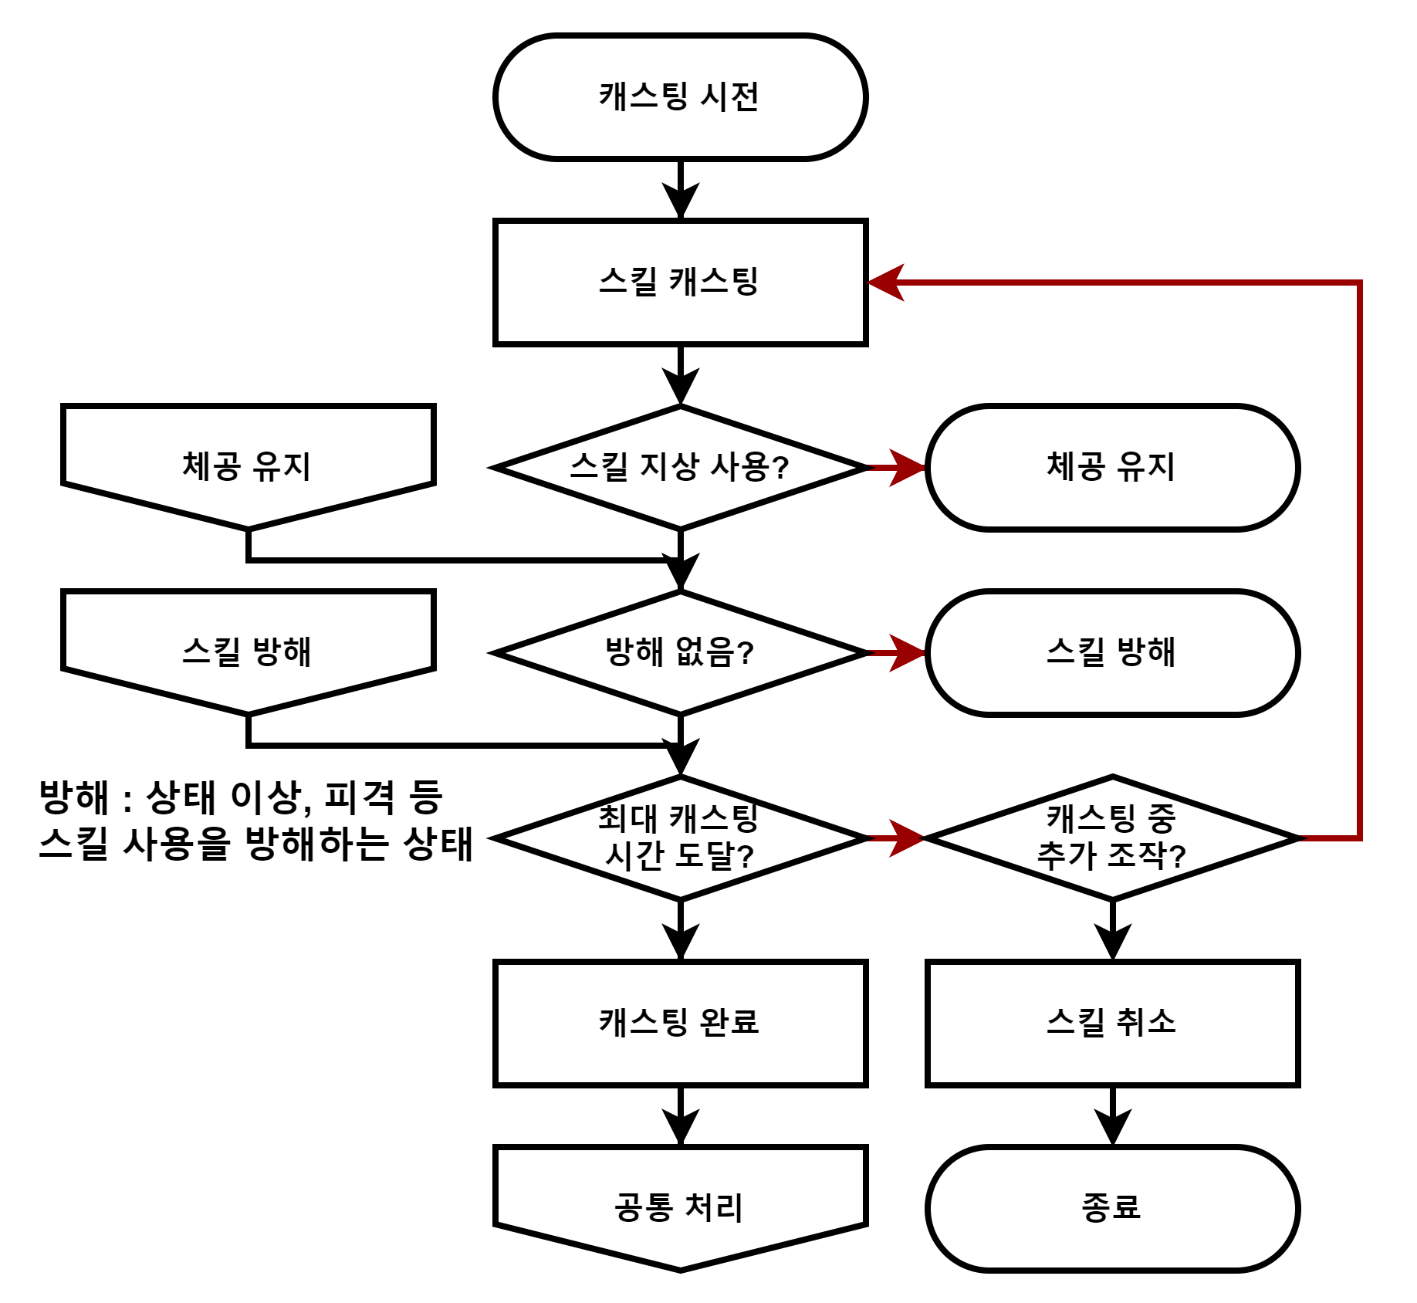 캐스팅 시전
스킬 캐스팅
체공 유지
스킬 지상 사용?
체공 유지
스킬 방해
방해 없음?
스킬 방해
방해 : 상태 이상, 피격 등
스킬 사용을 방해하는 상태
최대 캐스팅
시간 도달?
캐스팅 중
추가 조작?
캐스팅 완료
스킬 취소
공통 처리
종료